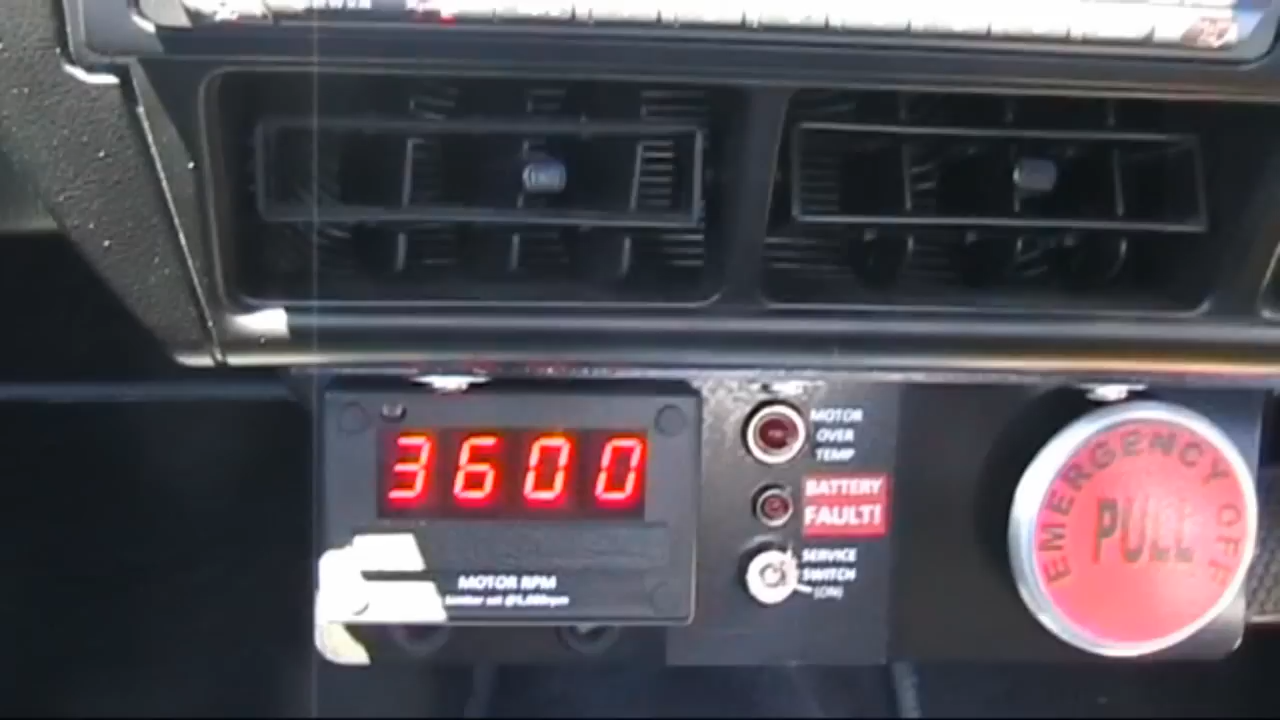 3600
MOTOR RPM
MOTOR
OVER
TEMP
BATTERY
FAULT!
SERVICE
SWITCH
(ON)
EMERGENCY OFF
PULL